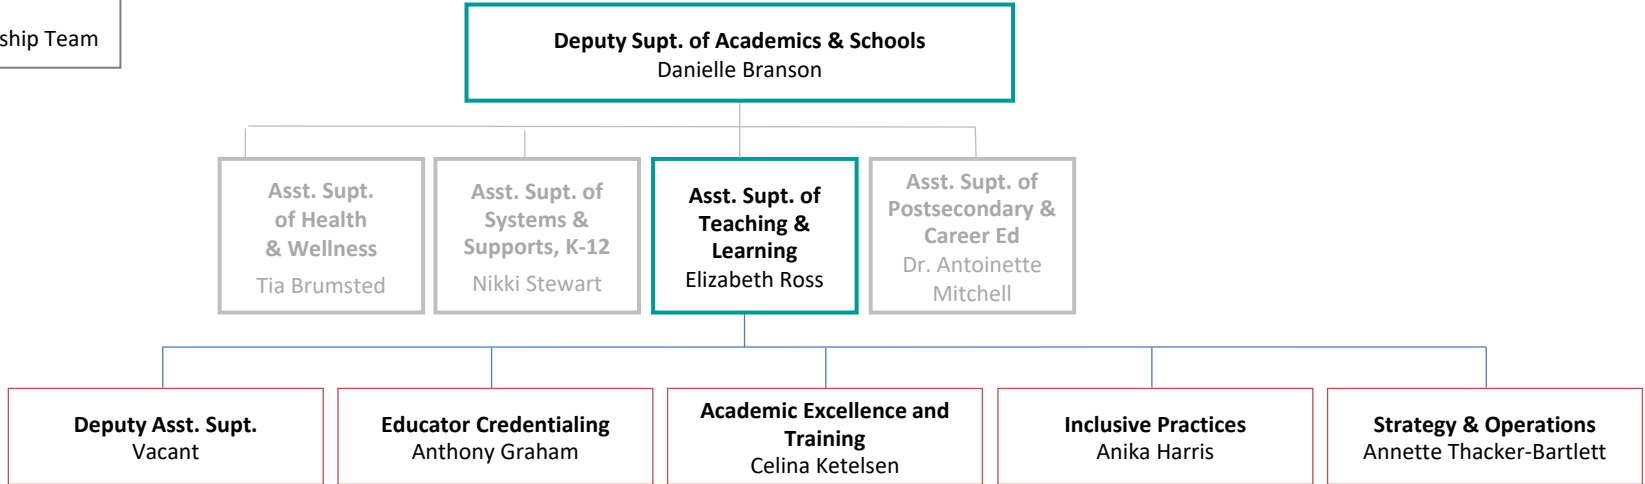 ship Team
Deputy Supt. of Academics & Schools
Danielle Branson
Asst. Supt.
of Health
& Wellness
Tia Brumsted
Asst. Supt. of
Systems &
Supports, K-12
Nikki Stewart
Asst. Supt. of
Teaching &
Learning
Elizabeth Ross
Asst. Supt. of
Postsecondary &
Career Ed
Dr. Antoinette
Mitchell
Deputy Asst. Supt.
Vacant
Educator Credentialing
Anthony Graham
Academic Excellence and
Training
Celina Ketelsen
Inclusive Practices
Anika Harris
Strategy & Operations
Annette Thacker-Bartlett